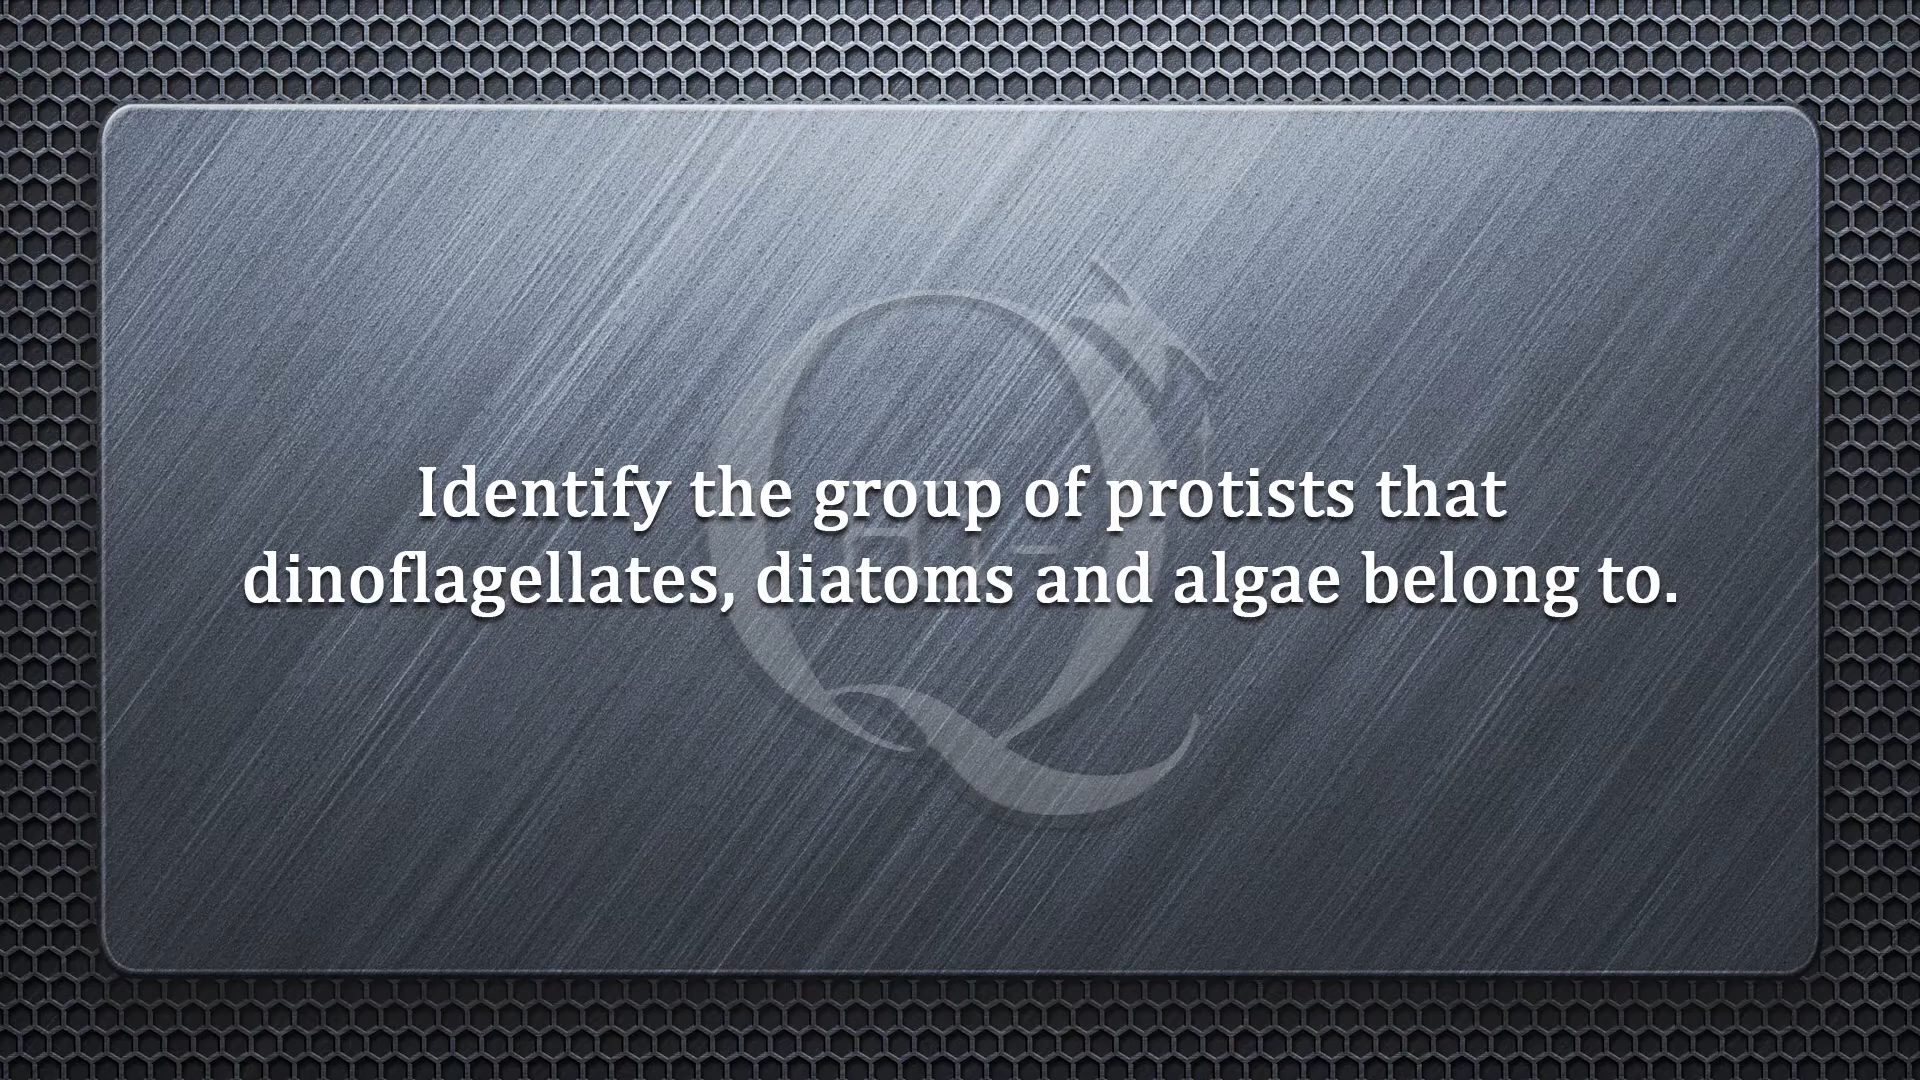 Identify the group of protists that
dinoflagellates, diatoms and algae belong to.